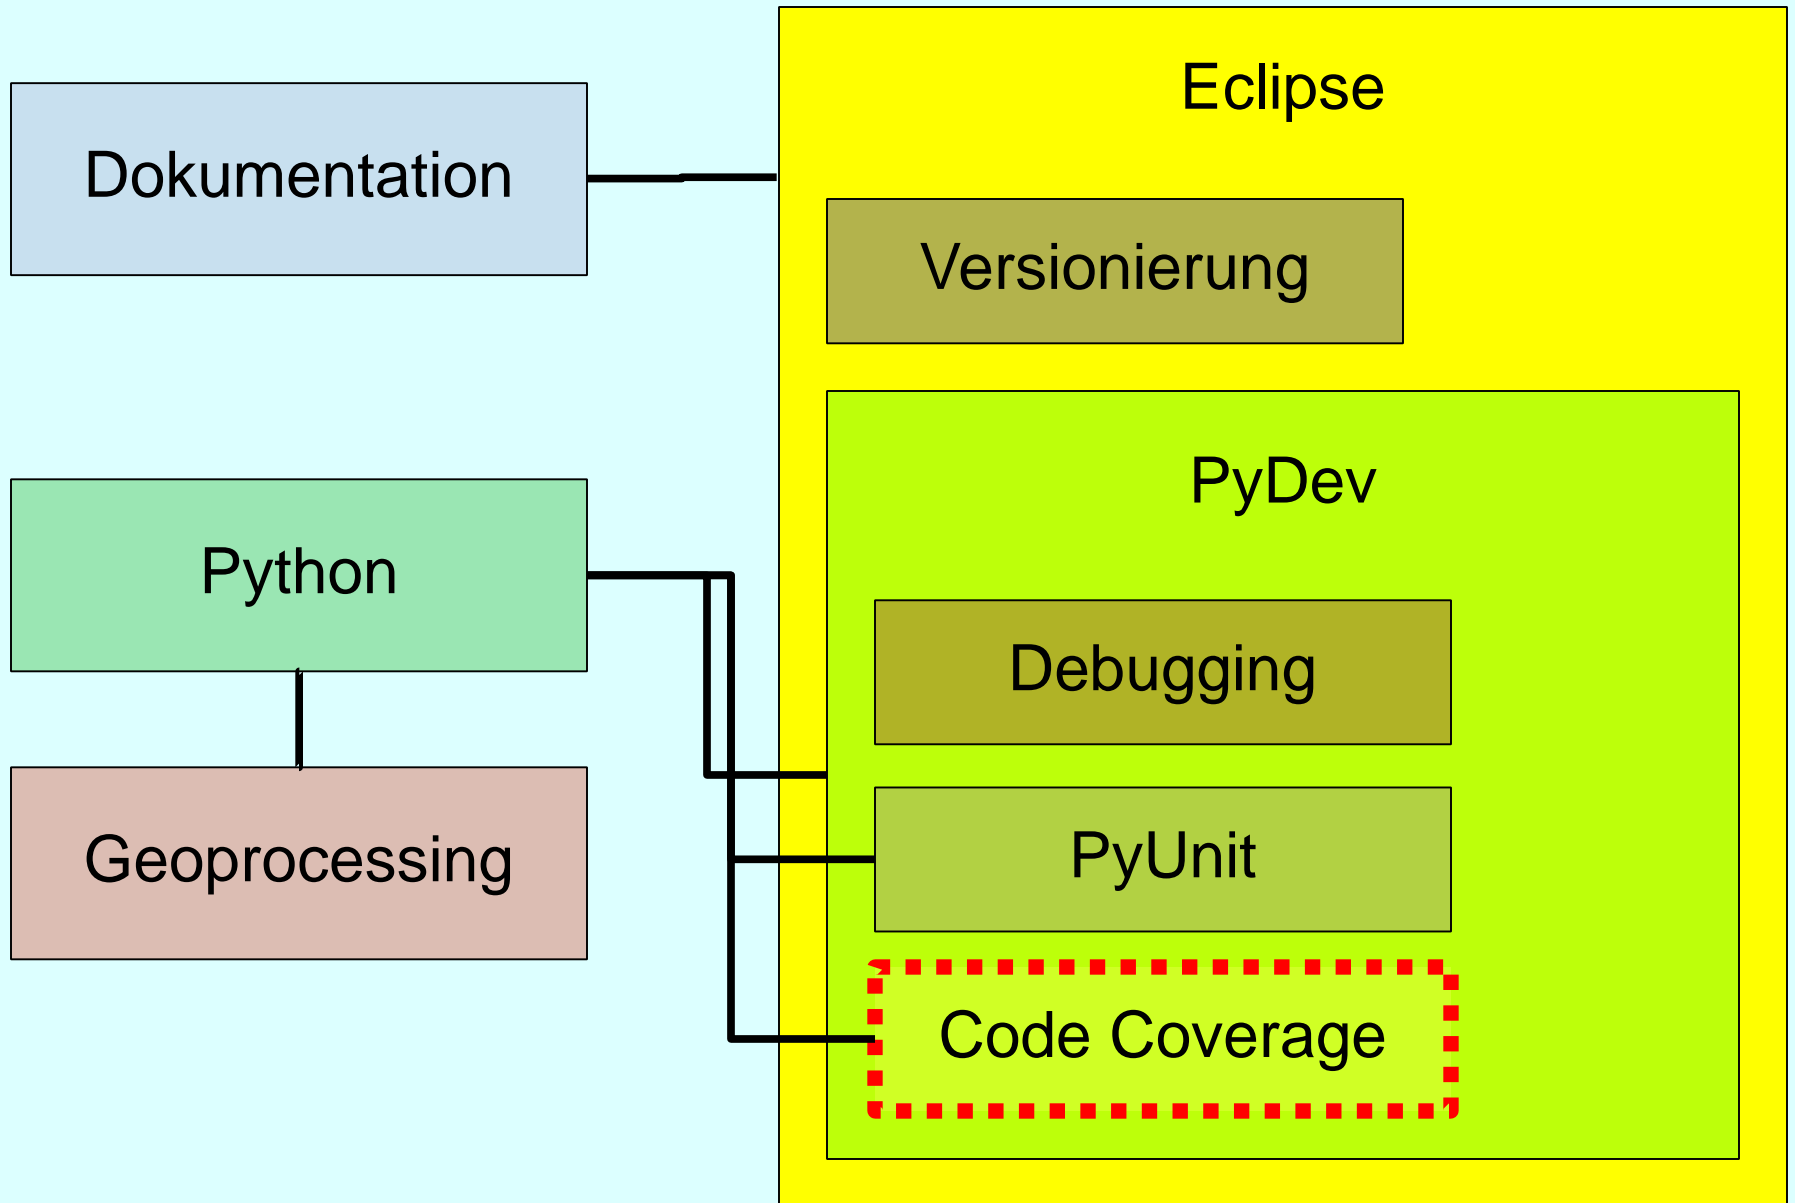 Eclipse
Dokumentation
Versionierung
PyDev
Python
Debugging
PyUnit
Geoprocessing
Code Coverage